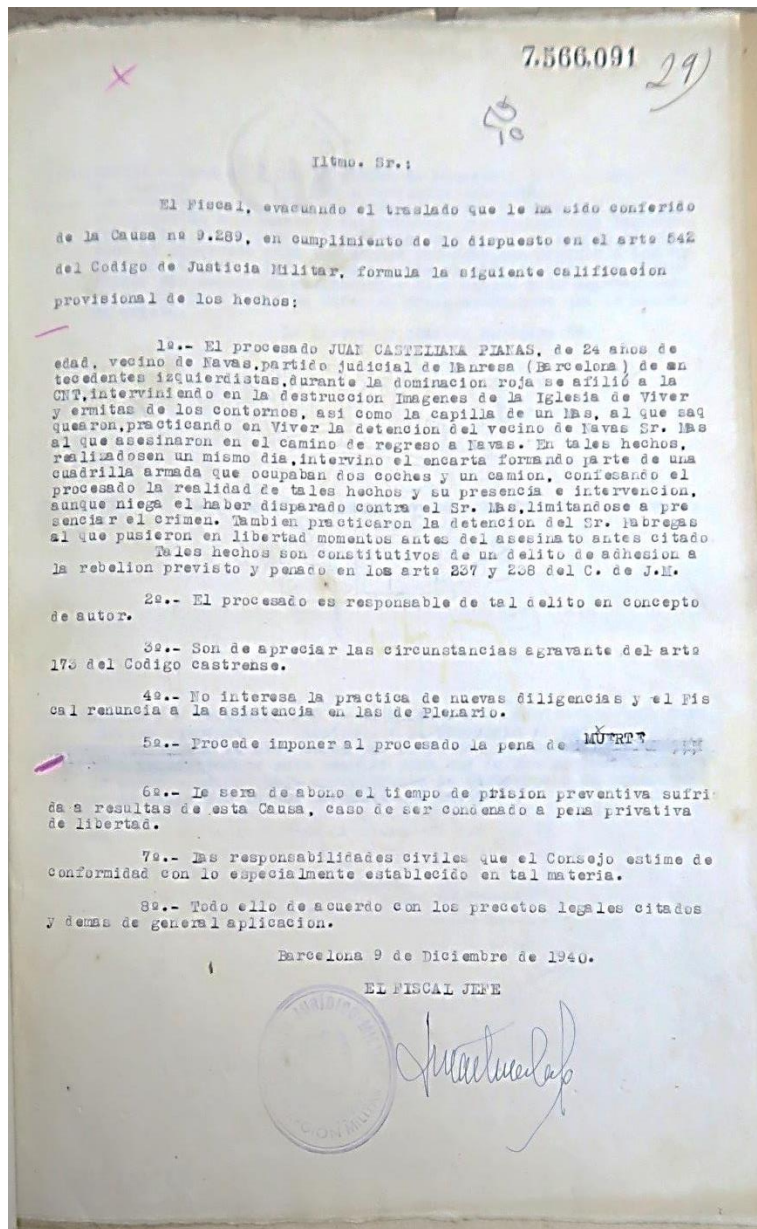 7.566.091
29)
Iltmo. Sr.:
El Fiscal, evacuando el traslado que le ha sido conferido
de la Causa nº 9.289, en cumplimiento de lo dispuesto en el artº 542
del Codigo de Justicia Militar, formula la siguiente calificacion
provisional de los hechos:
1º.- El procesado JUAN CASTELLANA PLANAS, de 24 años de
edad, vecino de Navas,partido judicial de Manresa (Barcelona) de an
tecedentes izquierdistas,durante la dominacion roja se afilió a la
CNT,interviniendo en la destruccion Imagenes de la Iglesia de Viver
y ermitas de los contornos, asi como la capilla de un Mas, al que saq
quearon,practicando en Viver la detencion del vecino de Navas Sr. Mas
al que asesinaron en el camino de regreso a Navas. En tales hechos,
realizadosen un mismo dia,intervino el encarta formando parte de una
cuadrilla armada que ocupaban dos coches y un camion, confesando el
procesado la realidad de tales hechos y su presencia e intervencion,
aunque niega el haber disparado contra el Sr. Mas,limitandose a pre
senciar el crimen. Tambien practicaron la detencion del Sr. Fabregas
al que pusieron en libertad momentos antes del asesinato antes citado
Tales hechos son constitutivos de un delito de adhesion a
la rebelion previsto y penado en los artº 237 y 238 del C. de J.M.
2º.- El procesado es responsable de tal delito en concepto
de autor.
3º.- Son de apreciar las circunstancias agravante del artº
173 del Codigo castrense.
4º.- No interesa la practica de nuevas diligencias y el Fis
cal renuncia a la asistencia en las de Plenario.
5º.- Procede imponer al procesado la pena de MUERTE
6º.- Le sera de abono el tiempo de prision preventiva sufri
da a resultas de esta Causa, caso de ser condenado a pena privativa
de libertad.
7º.- Las responsabilidades civiles que el Consejo estime de
conformidad con lo especialmente establecido en tal materia.
8º.- Todo ello de acuerdo con los precetos legales citados
y demas de general aplicacion.
Barcelona 9 de Diciembre de 1940.
EL FISCAL JEFE